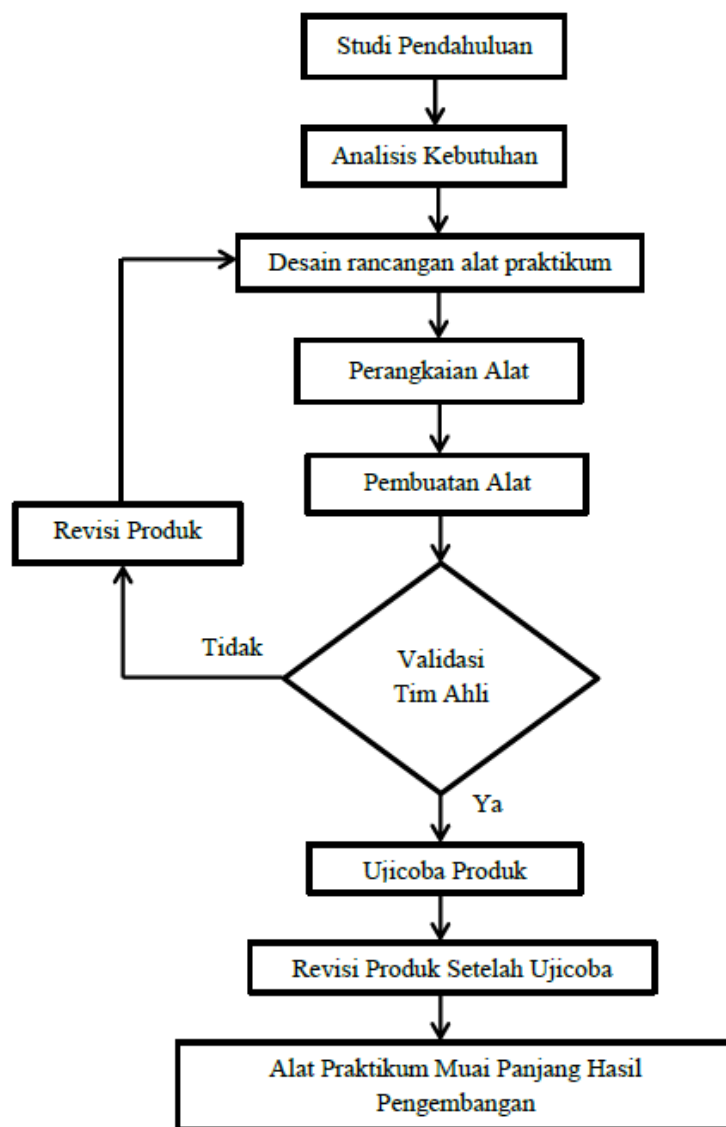 Studi Pendahuluan
Analisis Kebutuhan
Desain rancangan alat praktikum
Perangkaian Alat
Pembuatan Alat
Revisi Produk
Tidak
Validasi
Tim Ahli
Ya
Ujicoba Produk
Revisi Produk Setelah Ujicoba
Alat Praktikum Muai Panjang Hasil
Pengembangan